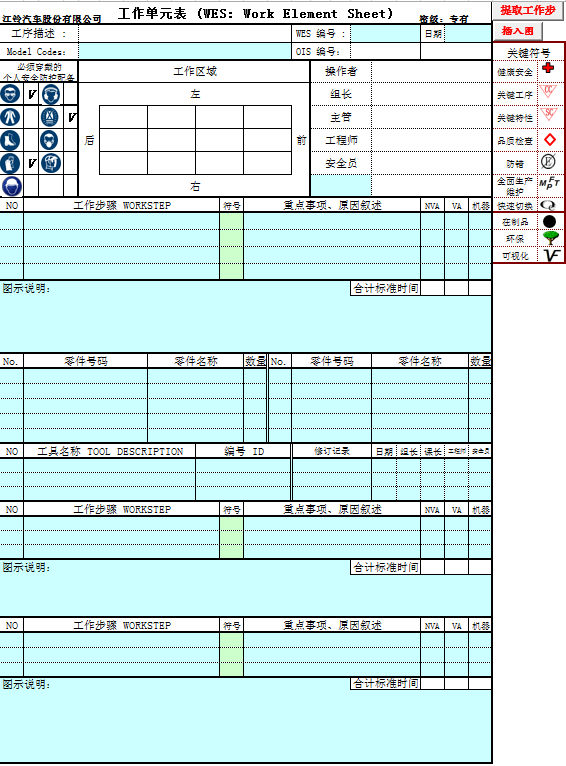 江铃汽车股份有限公司 工作单元表 (WES: Work Element Sheet) 密级: 专有 提取工作步
工序描述 : WES 编号 : 日期 插入图
Model Codes: OIS 编号: 关键符号
必须穿戴的
个人安全防护配备
工作区域 操作者 健康安全
V 左 组长 关键工序 CC
V 主管 关键特性 SC
后 前 工程师 品质检查
V 安全员 防错
右 全面生产
维护 MPFT
NO 工作步骤 WORKSTEP 符号 重点事项、原因叙述 NVA VA 机器 快速切换
在制品
环保
可视化 VF
图示说明: 合计标准时间
No. 零件号码 零件名称 数量 No. 零件号码 零件名称 数量
NO 工具名称 TOOL DESCRIPTION 编号 ID 修订记录 日期 组长 课长 工程师 安全员
NO 工作步骤 WORKSTEP 符号 重点事项、原因叙述 NVA VA 机器
图示说明: 合计标准时间
NO 工作步骤 WORKSTEP 符号 重点事项、原因叙述 NVA VA 机器
图示说明: 合计标准时间